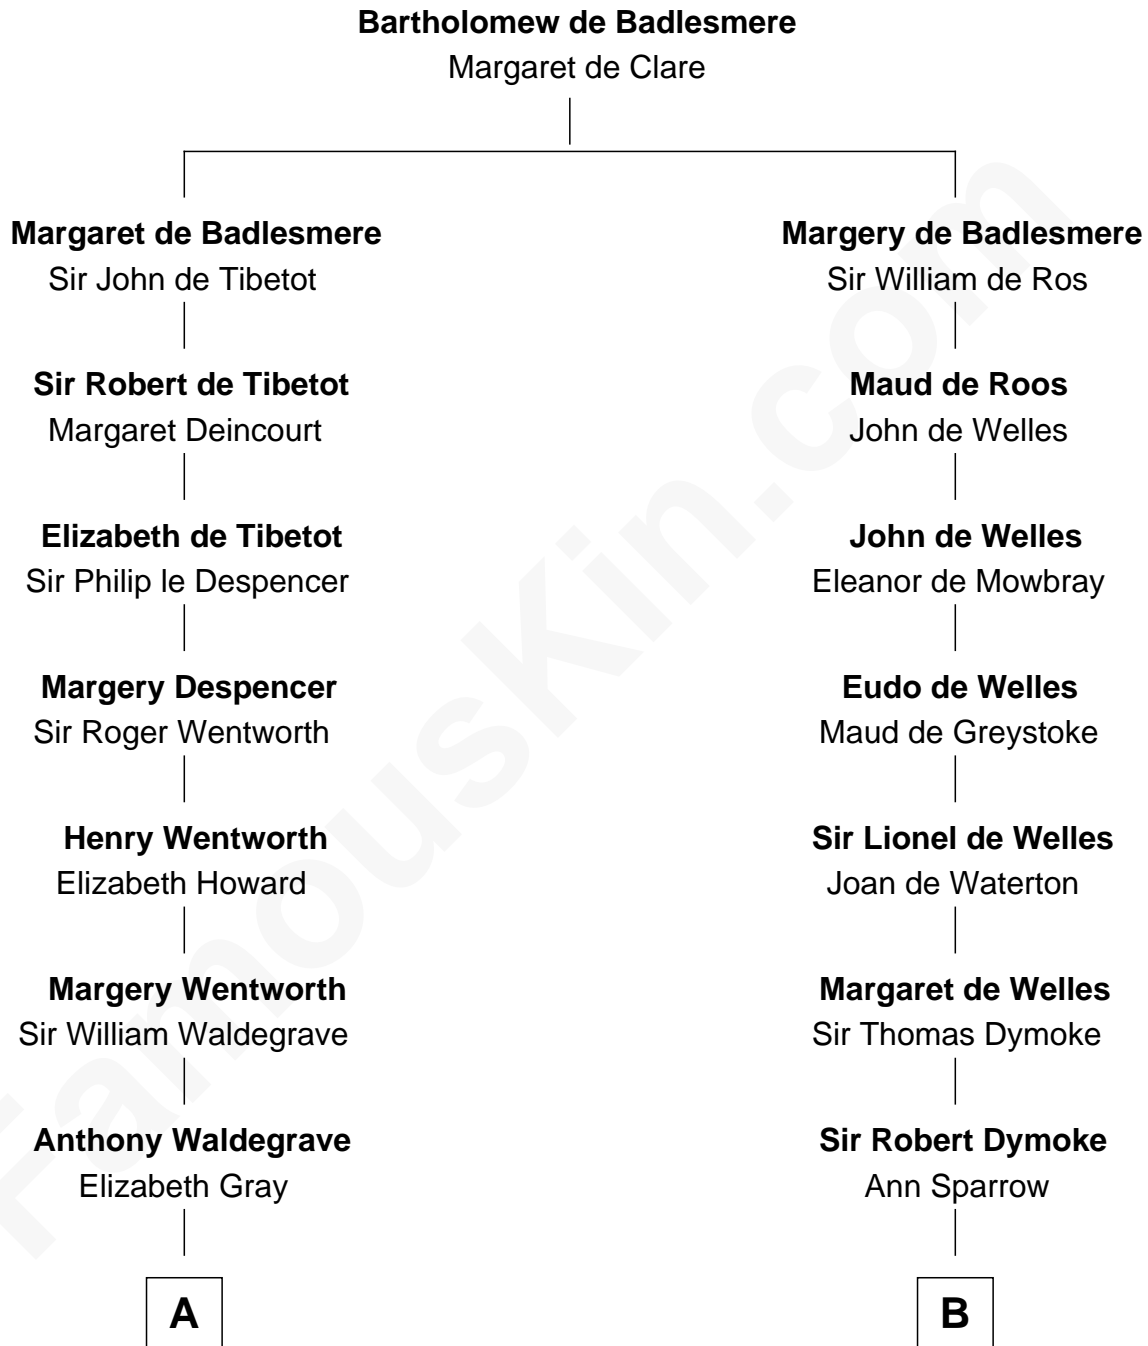 Bartholomew de Badlesmere
Margaret de Clare
Margaret de Badlesmere
Sir John de Tibetot
Margery de Badlesmere
Sir William de Ros
Sir Robert de Tibetot
Margaret Deincourt
Maud de Roos
John de Welles
Elizabeth de Tibetot
Sir Philip le Despencer
John de Welles
Eleanor de Mowbray
Margery Despencer
Sir Roger Wentworth
Eudo de Welles
Maud de Greystoke
Henry Wentworth
Elizabeth Howard
Sir Lionel de Welles
Joan de Waterton
Margery Wentworth
Sir William Waldegrave
Margaret de Welles
Sir Thomas Dymoke
Anthony Waldegrave
Elizabeth Gray
Sir Robert Dymoke
Ann Sparrow
A
B
FamousKin.com